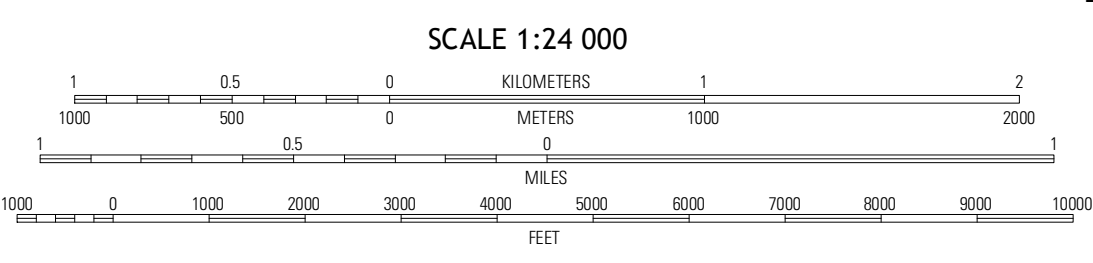 SCALE 1:24 000
1 0.5 0 KILOMETERS 1 2
1000 500 0 METERS 1000 2000
1 0.5 0 1
MILES
1000 0 1000 2000 3000 4000 5000 6000 7000 8000 9000 10000
FEET